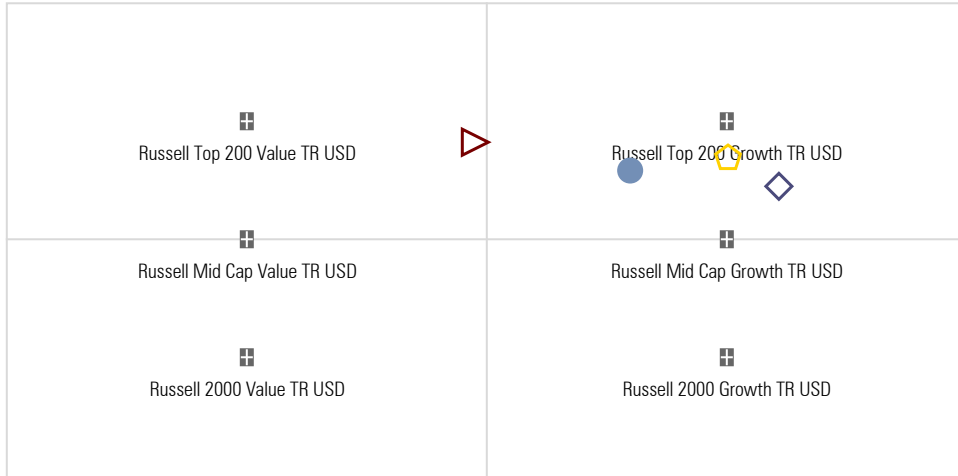 Russell Top 200 Value TR USD
Russell Top 200 Growth TR USD
Russell Mid Cap Value TR USD
Russell Mid Cap Growth TR USD
Russell 2000 Value TR USD
Russell 2000 Growth TR USD